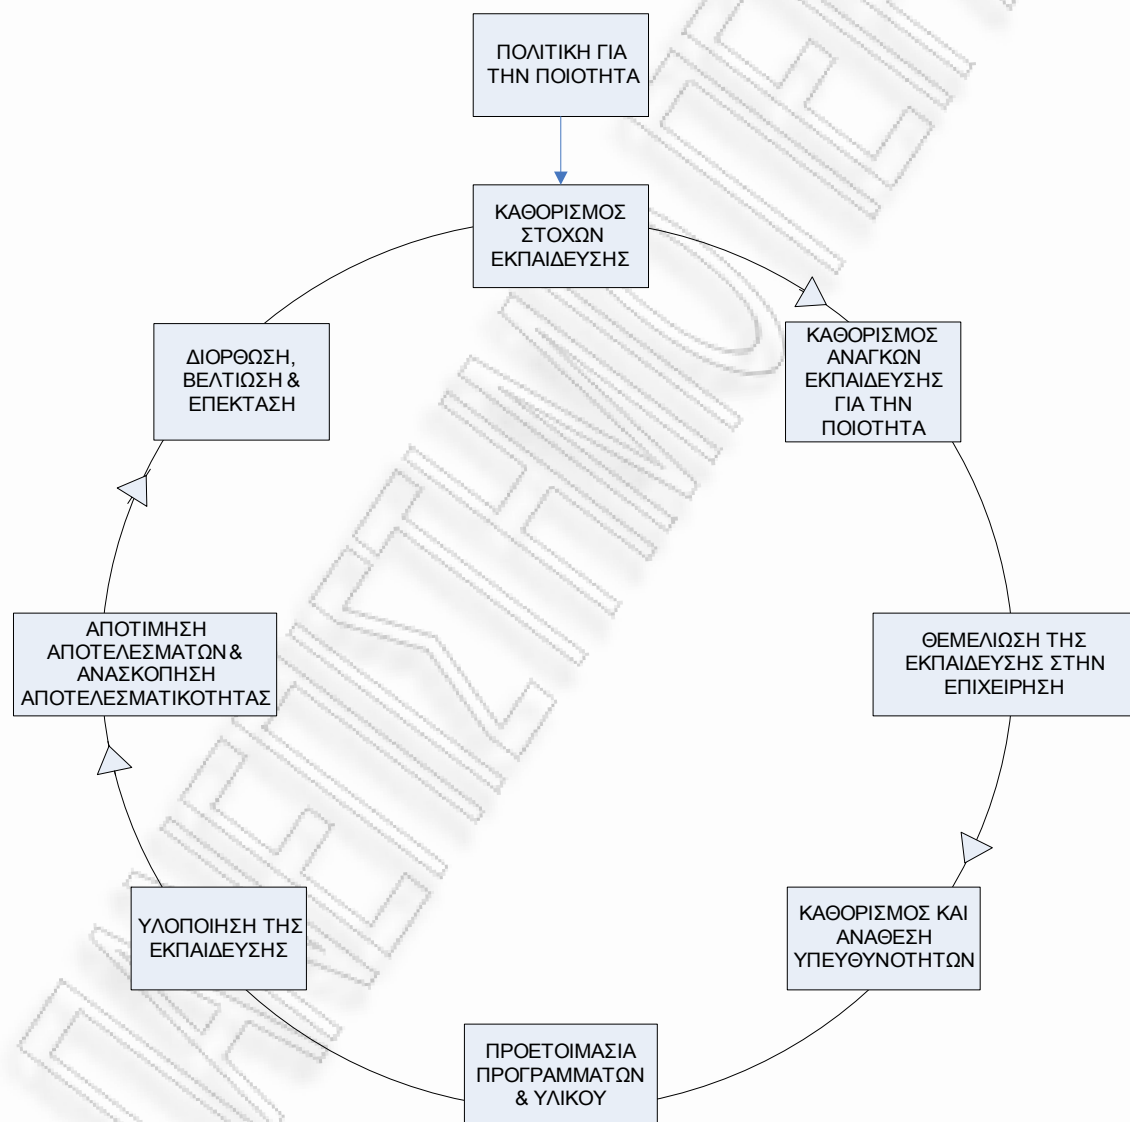 ΠΟΛΙΤΙΚΗ ΓΙΑ
ΤΗΝ ΠΟΙΟΤΗΤΑ
ΚΑΘΟΡΙΣΜΟΣ
ΣΤΟΧΩΝ
ΕΚΠΑΙΔΕΥΣΗΣ
ΚΑΘΟΡΙΣΜΟΣ
ΑΝΑΓΚΩΝ
ΕΚΠΑΙΔΕΥΣΗΣ
ΓΙΑ ΤΗΝ
ΠΟΙΟΤΗΤΑ
ΘΕΜΕΛΙΩΣΗ ΤΗΣ
ΕΚΠΑΙΔΕΥΣΗΣ ΣΤΗΝ
ΕΠΙΧΕΙΡΗΣΗ
ΚΑΘΟΡΙΣΜΟΣ ΚΑΙ
ΑΝΑΘΕΣΗ
ΥΠΕΥΘΥΝΟΤΗΤΩΝ
ΠΡΟΕΤΟΙΜΑΣΙΑ
ΠΡΟΓΡΑΜΜΑΤΩΝ
& ΥΛΙΚΟΥ
ΥΛΟΠΟΙΗΣΗ ΤΗΣ
ΕΚΠΑΙΔΕΥΣΗΣ
ΑΠΟΤΙΜΗΣΗ
ΑΠΟΤΕΛΕΣΜΑΤΩΝ &
ΑΝΑΣΚΟΠΗΣΗ
ΑΠΟΤΕΛΕΣΜΑΤΙΚΟΤΗΤΑΣ
ΔΙΟΡΘΩΣΗ,
ΒΕΛΤΙΩΣΗ &
ΕΠΕΚΤΑΣΗ